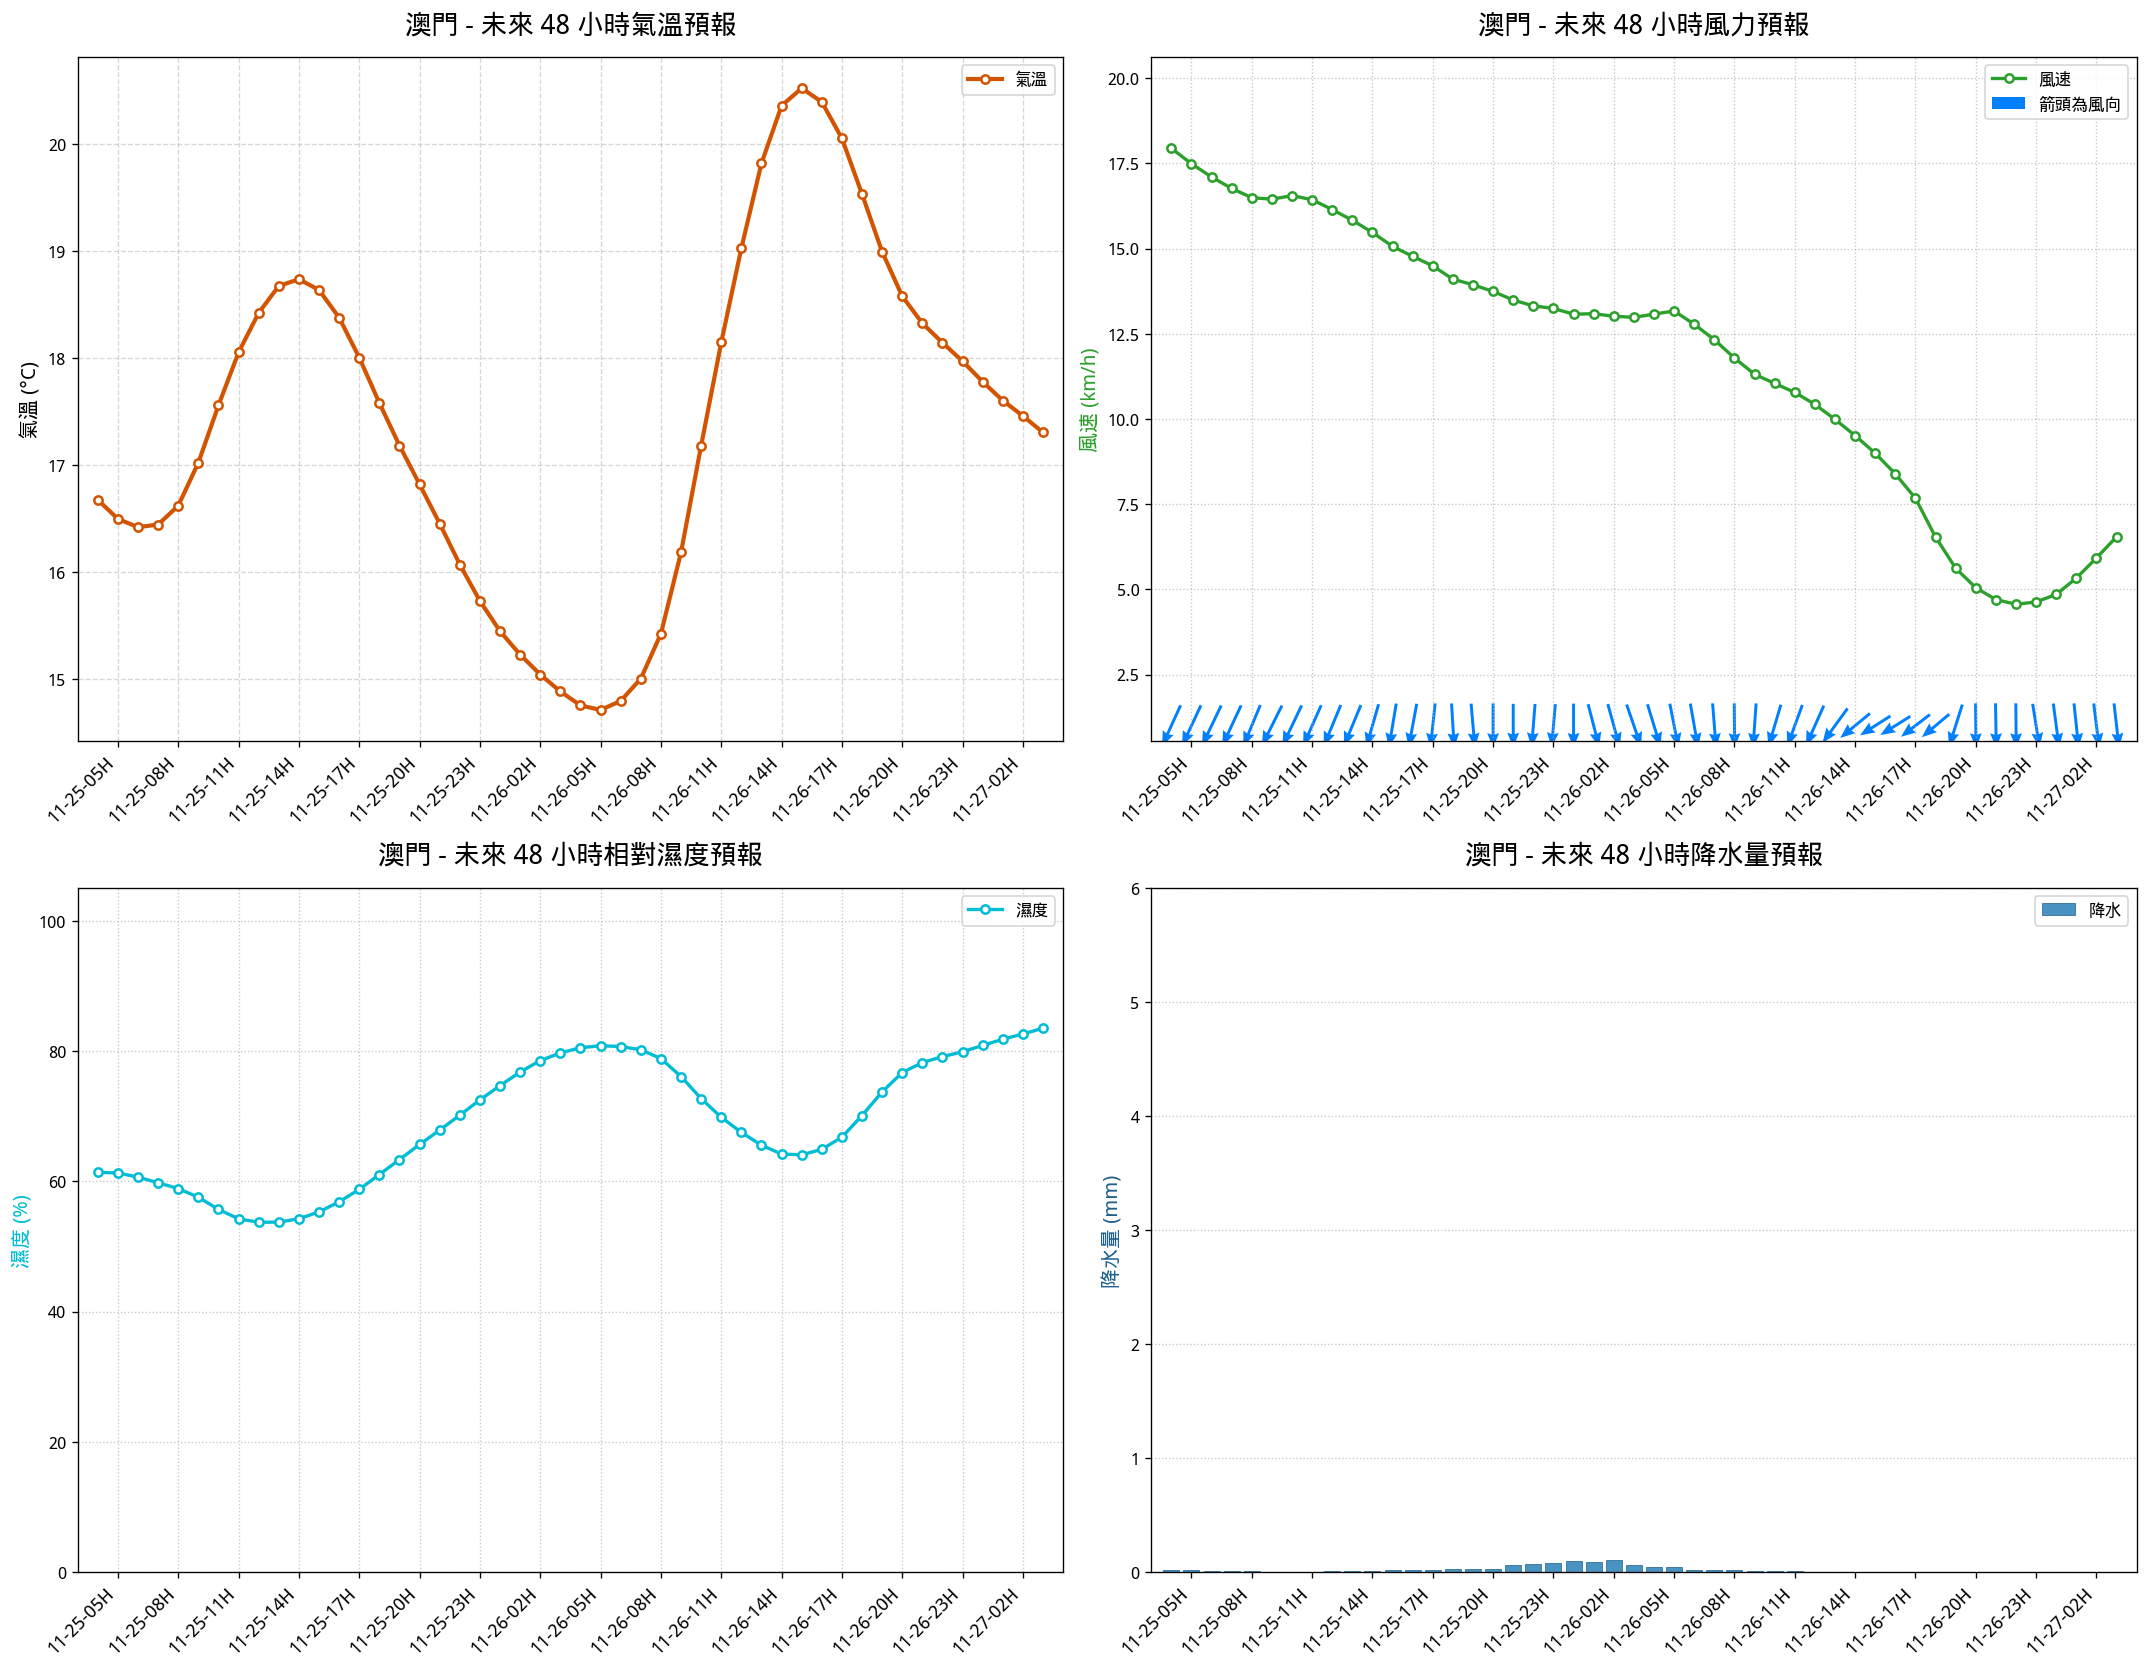 澳門 - 未來 48 小時氣溫預報
氣溫
氣溫 (°C)
20
19
18
17
16
15
11-25-05H
11-25-08H
11-25-11H
11-25-14H
11-25-17H
11-25-20H
11-25-23H
11-26-02H
11-26-05H
11-26-08H
11-26-11H
11-26-14H
11-26-17H
11-26-20H
11-26-23H
11-27-02H
澳門 - 未來 48 小時風力預報
風速
箭頭為風向
風速 (km/h)
20.0
17.5
15.0
12.5
10.0
7.5
5.0
2.5
11-25-05H
11-25-08H
11-25-11H
11-25-14H
11-25-17H
11-25-20H
11-25-23H
11-26-02H
11-26-05H
11-26-08H
11-26-11H
11-26-14H
11-26-17H
11-26-20H
11-26-23H
11-27-02H
澳門 - 未來 48 小時相對濕度預報
濕度
濕度 (%)
100
80
60
40
20
0
11-25-05H
11-25-08H
11-25-11H
11-25-14H
11-25-17H
11-25-20H
11-25-23H
11-26-02H
11-26-05H
11-26-08H
11-26-11H
11-26-14H
11-26-17H
11-26-20H
11-26-23H
11-27-02H
澳門 - 未來 48 小時降水量預報
降水
降水量 (mm)
6
5
4
3
2
1
0
11-25-05H
11-25-08H
11-25-11H
11-25-14H
11-25-17H
11-25-20H
11-25-23H
11-26-02H
11-26-05H
11-26-08H
11-26-11H
11-26-14H
11-26-17H
11-26-20H
11-26-23H
11-27-02H